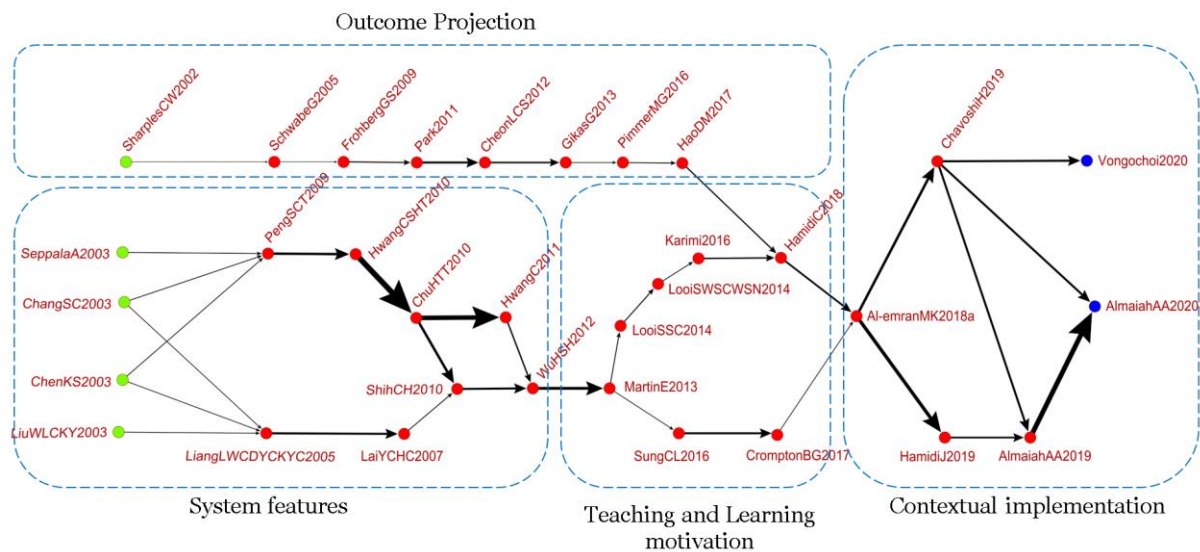 Outcome Projection
SharplesCW2002
SchwabeG2005
FrohbergGS2009
Park2011
CheonLCS2012
GikasG2013
PimmerMG2016
HaoDM2017
ChavoshiH2019
Vongochoi2020
PengSCT2009
HwangCSHT2010
ChuHTT2010
HwangC2011
WuHSH2012
SeppalaA2003
ChangSC2003
ChenKS2003
LiuWLCKY2003
ShihCH2010
LiangLWCDYCKYC2005
LaiYCHC2007
HamidiC2018
Karimi2016
LooiSWSCWSN2014
LooiSSC2014
MartinE2013
SungCL2016
CromptonBG2017
Al-emranMK2018a
AlmaiahAA2020
HamidiJ2019
AlmaiahAA2019
System features
Teaching and Learning
motivation
Contextual implementation